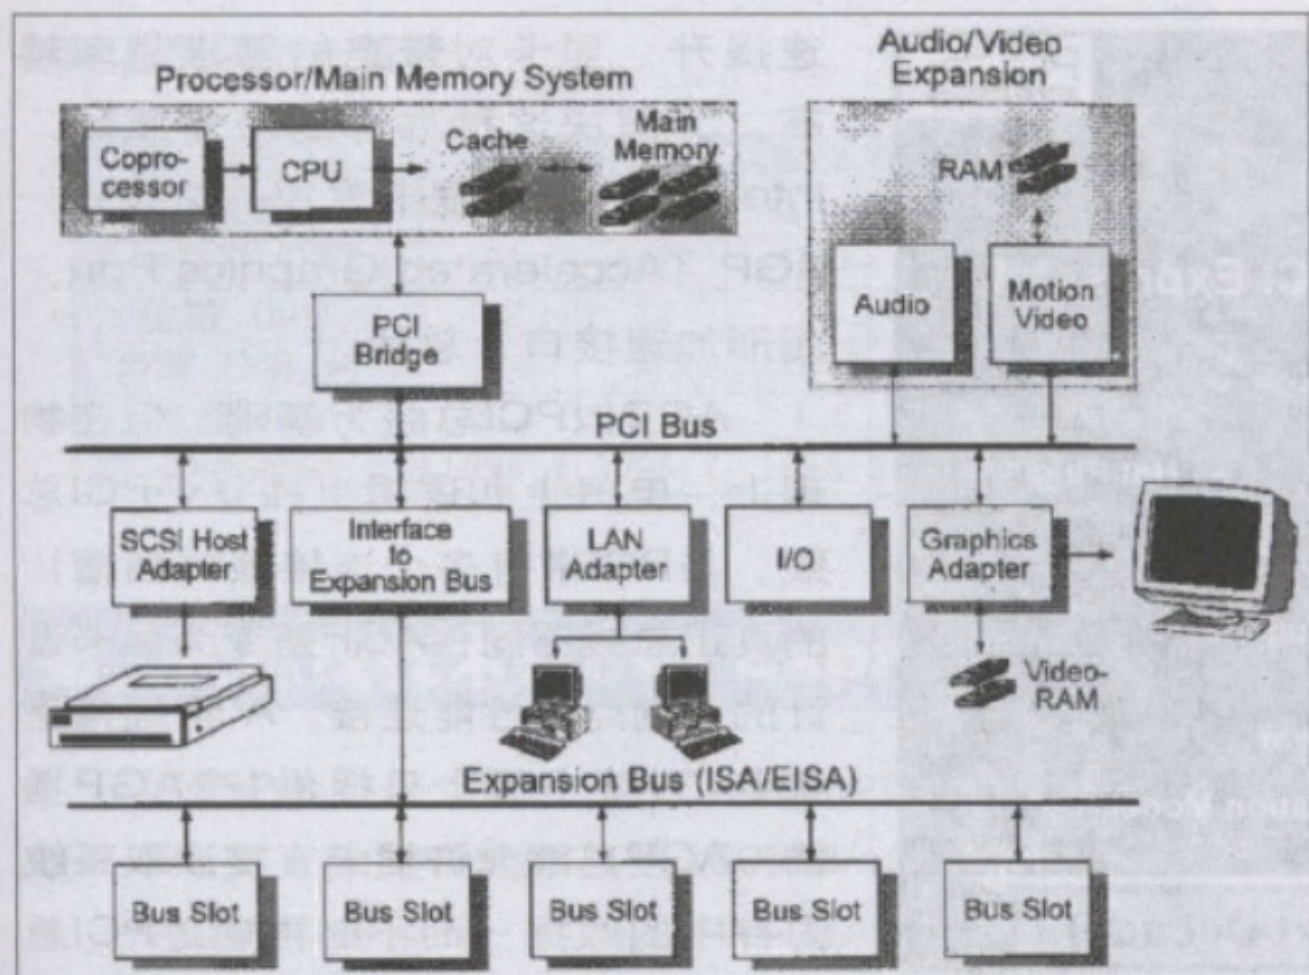 Audio/Video
Expansion
Processor/Main Memory System
Copro-
cessor
CPU
Cache
Main
Memory
RAM
Audio
Motion
Video
PCI
Bridge
PCI Bus
SCSI Host
Adapter
Interface
to
Expansion Bus
LAN
Adapter
I/O
Graphics
Adapter
Video-
RAM
Expansion Bus (ISA/EISA)
Bus Slot
Bus Slot
Bus Slot
Bus Slot
Bus Slot